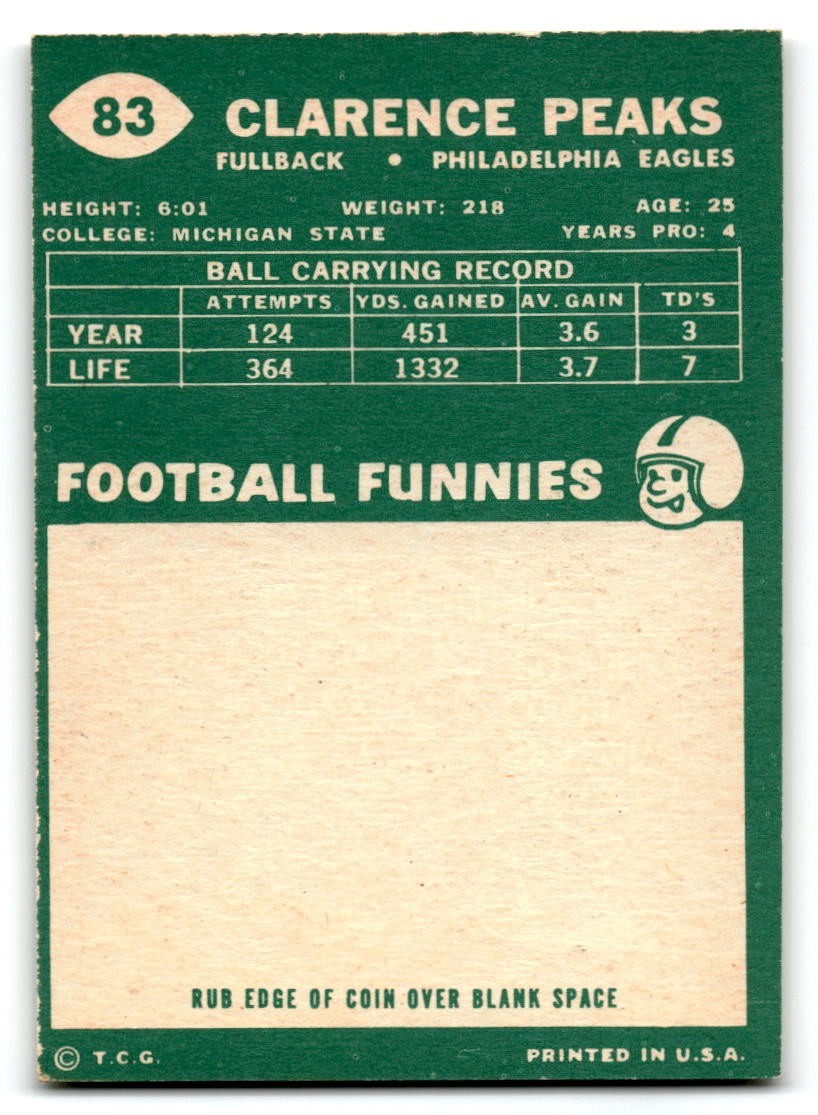 83 CLARENCE PEAKS
FULLBACK • PHILADELPHIA EAGLES
HEIGHT: 6:01 WEIGHT: 218 AGE: 25
COLLEGE: MICHIGAN STATE YEARS PRO: 4
BALL CARRYING RECORD
ATTEMPTS YDS. GAINED AV. GAIN TD'S
YEAR 124 451 3.6 3
LIFE 364 1332 3.7 7
FOOTBALL FUNNIES
RUB EDGE OF COIN OVER BLANK SPACE
© T.C.G. PRINTED IN U.S.A.